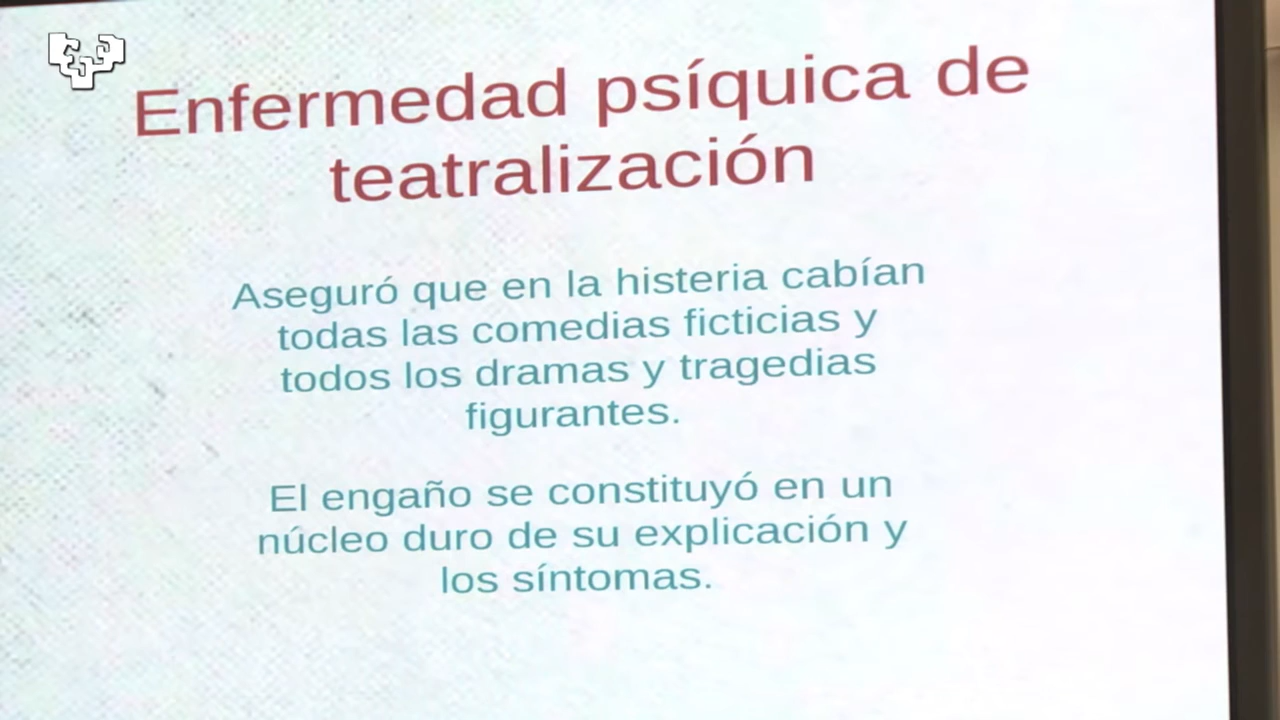 Enfermedad psíquica de
teatralización
Aseguró que en la histeria cabían
todas las comedias ficticias y
todos los dramas y tragedias
figurantes.
El engaño se constituyó en un
núcleo duro de su explicación y
los síntomas.